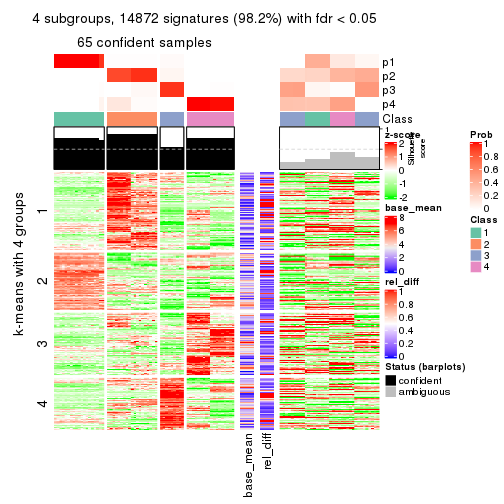 4 subgroups, 14872 signatures (98.2%) with fdr < 0.05
65 confident samples
p1
p2
p3
p4
Class
1
Silhouette
score
z-score
2
1
0
-1
-2
base_mean
8
6
4
2
0
rel_diff
1
0.8
0.6
0.4
0.2
0
Status (barplots)
confident
ambiguous
Prob
1
0.8
0.6
0.4
0.2
0
Class
1
2
3
4
k-means with 4 groups
1
2
3
4
base_mean
rel_diff